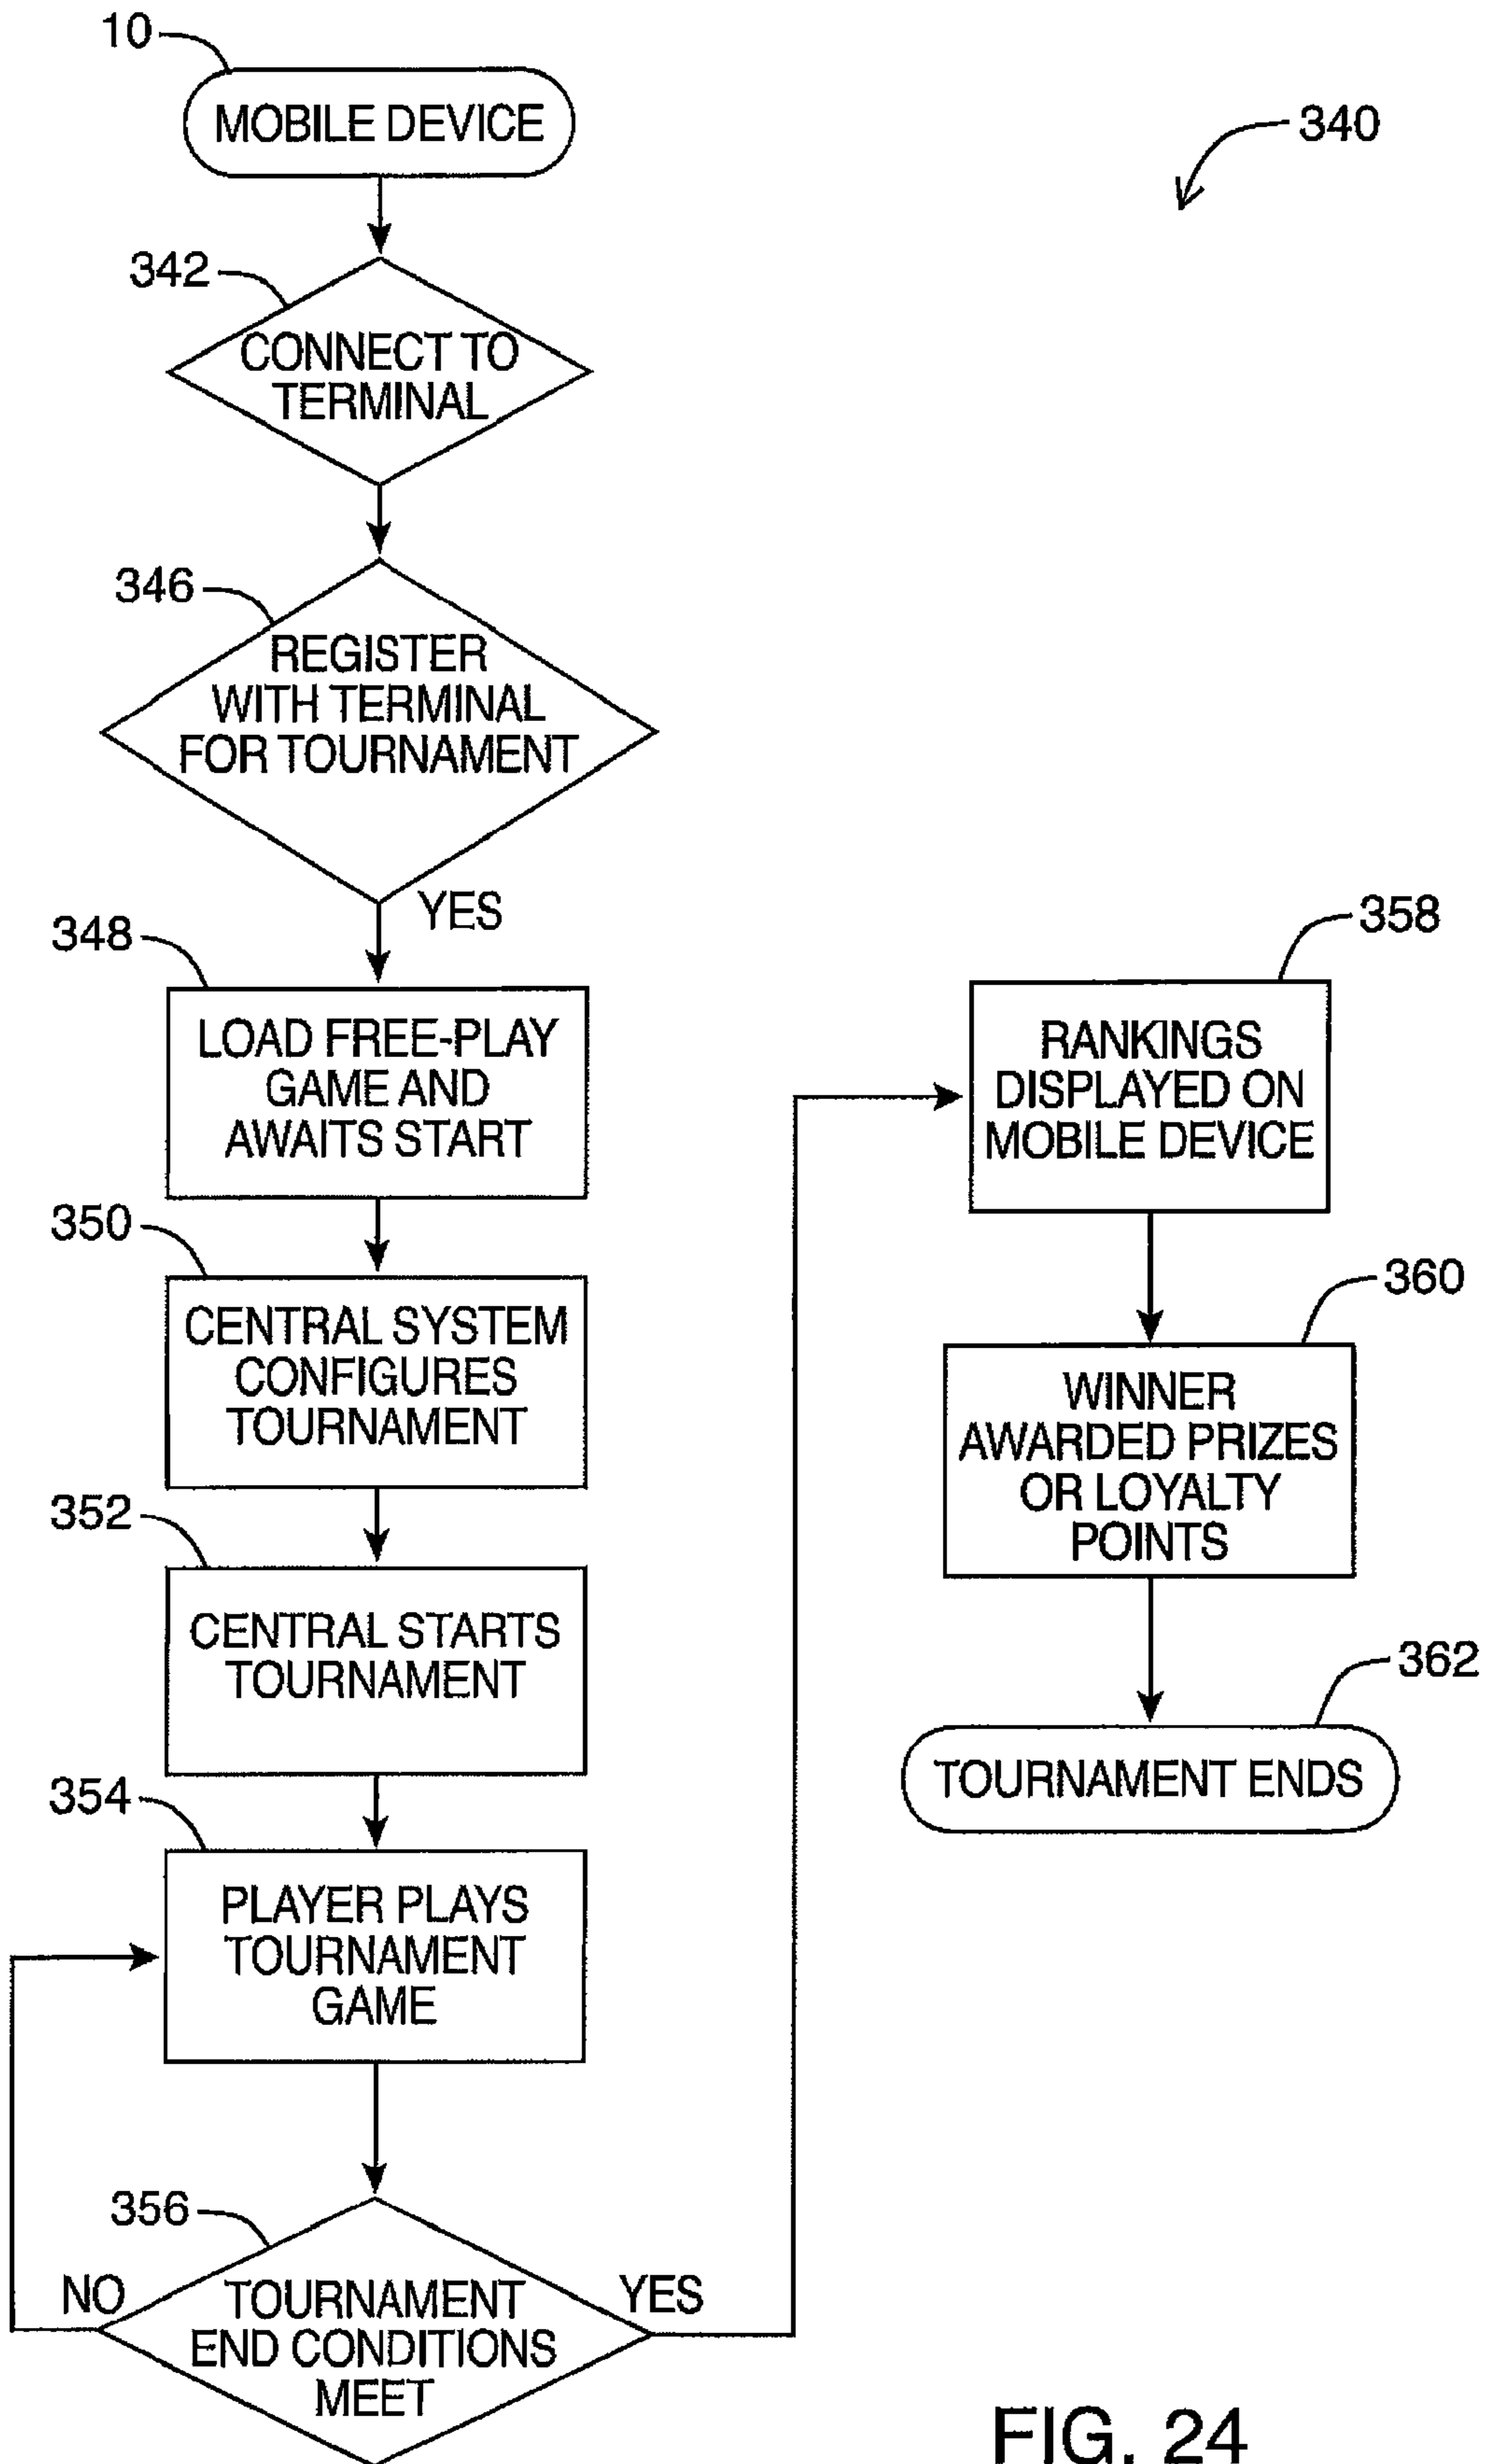 10
MOBILE DEVICE
340
342
CONNECT TO
TERMINAL
346
REGISTER
WITH TERMINAL
FOR TOURNAMENT
YES
348
LOAD FREE-PLAY
GAME AND
AWAITS START
350
CENTRAL SYSTEM
CONFIGURES
TOURNAMENT
352
CENTRAL STARTS
TOURNAMENT
354
PLAYER PLAYS
TOURNAMENT
GAME
356
NO
TOURNAMENT
END CONDITIONS
MEET
YES
358
RANKINGS
DISPLAYED ON
MOBILE DEVICE
360
WINNER
AWARDED PRIZES
OR LOYALTY
POINTS
362
TOURNAMENT ENDS
FIG. 24